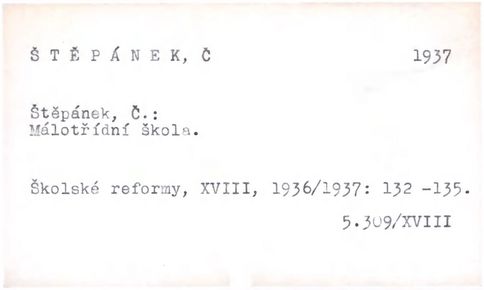 Š T Ě P Á N E K, Č 1937
Štěpánek, Č.:
Málotřídní škola.
Školské reformy, XVIII, 1936/1937: 132 -135.
5.309/XVIII